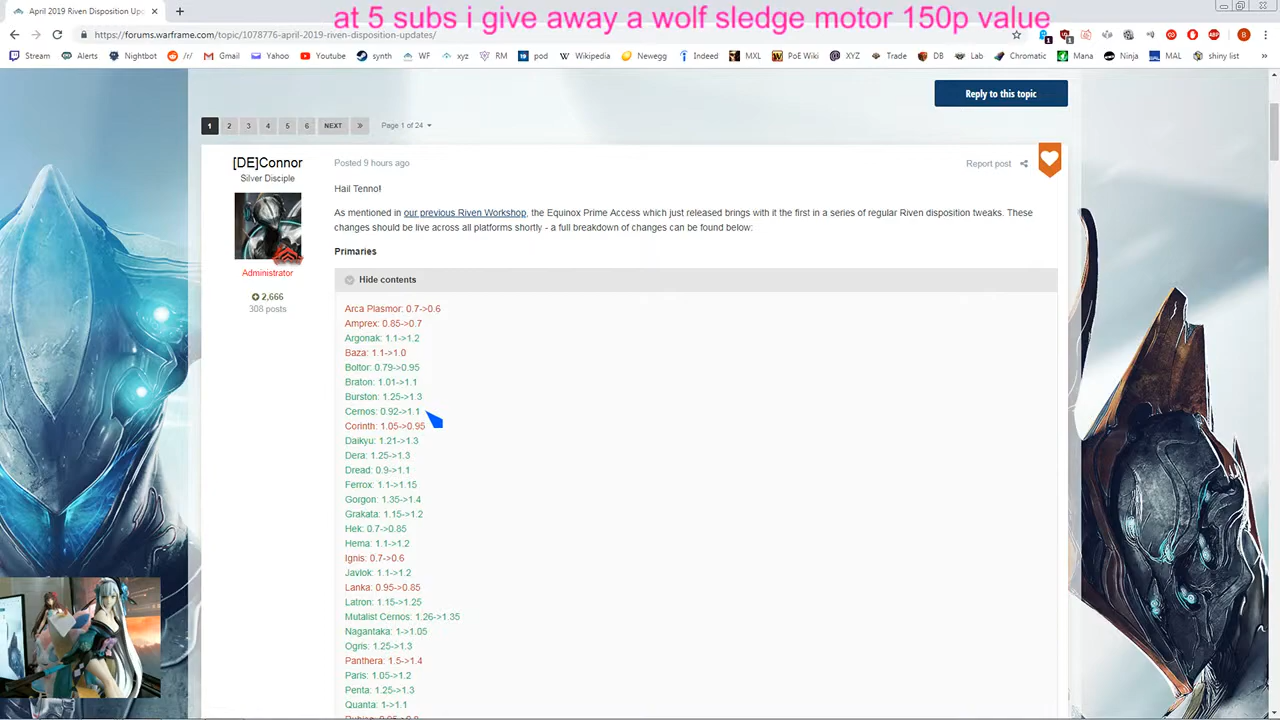 at 5 subs i give away a wolf sledge motor 150p value
April 2019 Riven Disposition Up
https://forums.warframe.com/topic/1078776-april-2019-riven-disposition-updates/
Stream Alerts Nightbot /r/ Gmail Yahoo Youtube synth WF xyz RM pod Wikipedia Newegg Indeed MXL PoE Wiki XYZ Trade DB Lab Chromatic Mana Ninja MAL shiny list »
Reply to this topic
1 2 3 4 5 6 NEXT » Page 1 of 24
[DE]Connor
Silver Disciple
Administrator
2,666
308 posts
Posted 9 hours ago
Report post
Hail Tenno!
As mentioned in our previous Riven Workshop, the Equinox Prime Access which just released brings with it the first in a series of regular Riven disposition tweaks. These
changes should be live across all platforms shortly - a full breakdown of changes can be found below:
Primaries
Hide contents
Arca Plasmor: 0.7->0.6
Amprex: 0.85->0.7
Argonak: 1.1->1.2
Baza: 1.1->1.0
Boltor: 0.79->0.95
Braton: 1.01->1.1
Burston: 1.25->1.3
Cernos: 0.92->1.1
Corinth: 1.05->0.95
Daikyu: 1.21->1.3
Dera: 1.25->1.3
Dread: 0.9->1.1
Ferrox: 1.1->1.15
Gorgon: 1.35->1.4
Grakata: 1.15->1.2
Hek: 0.7->0.85
Hema: 1.1->1.2
Ignis: 0.7->0.6
Javlok: 1.1->1.2
Lanka: 0.95->0.85
Latron: 1.15->1.25
Mutalist Cernos: 1.26->1.35
Nagantaka: 1->1.05
Ogris: 1.25->1.3
Panthera: 1.5->1.4
Paris: 1.05->1.2
Penta: 1.25->1.3
Quanta: 1->1.1